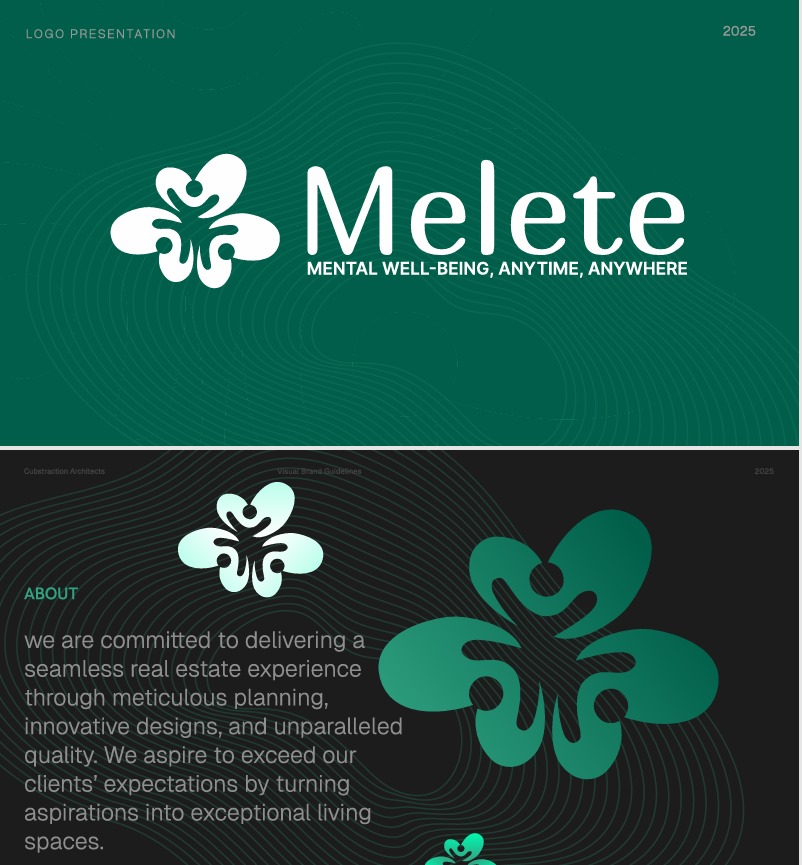 LOGO PRESENTATION
2025
Melete
MENTAL WELL-BEING, ANYTIME, ANYWHERE
Cubstraction Architects
Visual Brand Guidelines
2025
ABOUT
we are committed to delivering a
seamless real estate experience
through meticulous planning,
innovative designs, and unparalleled
quality. We aspire to exceed our
clients’ expectations by turning
aspirations into exceptional living
spaces.